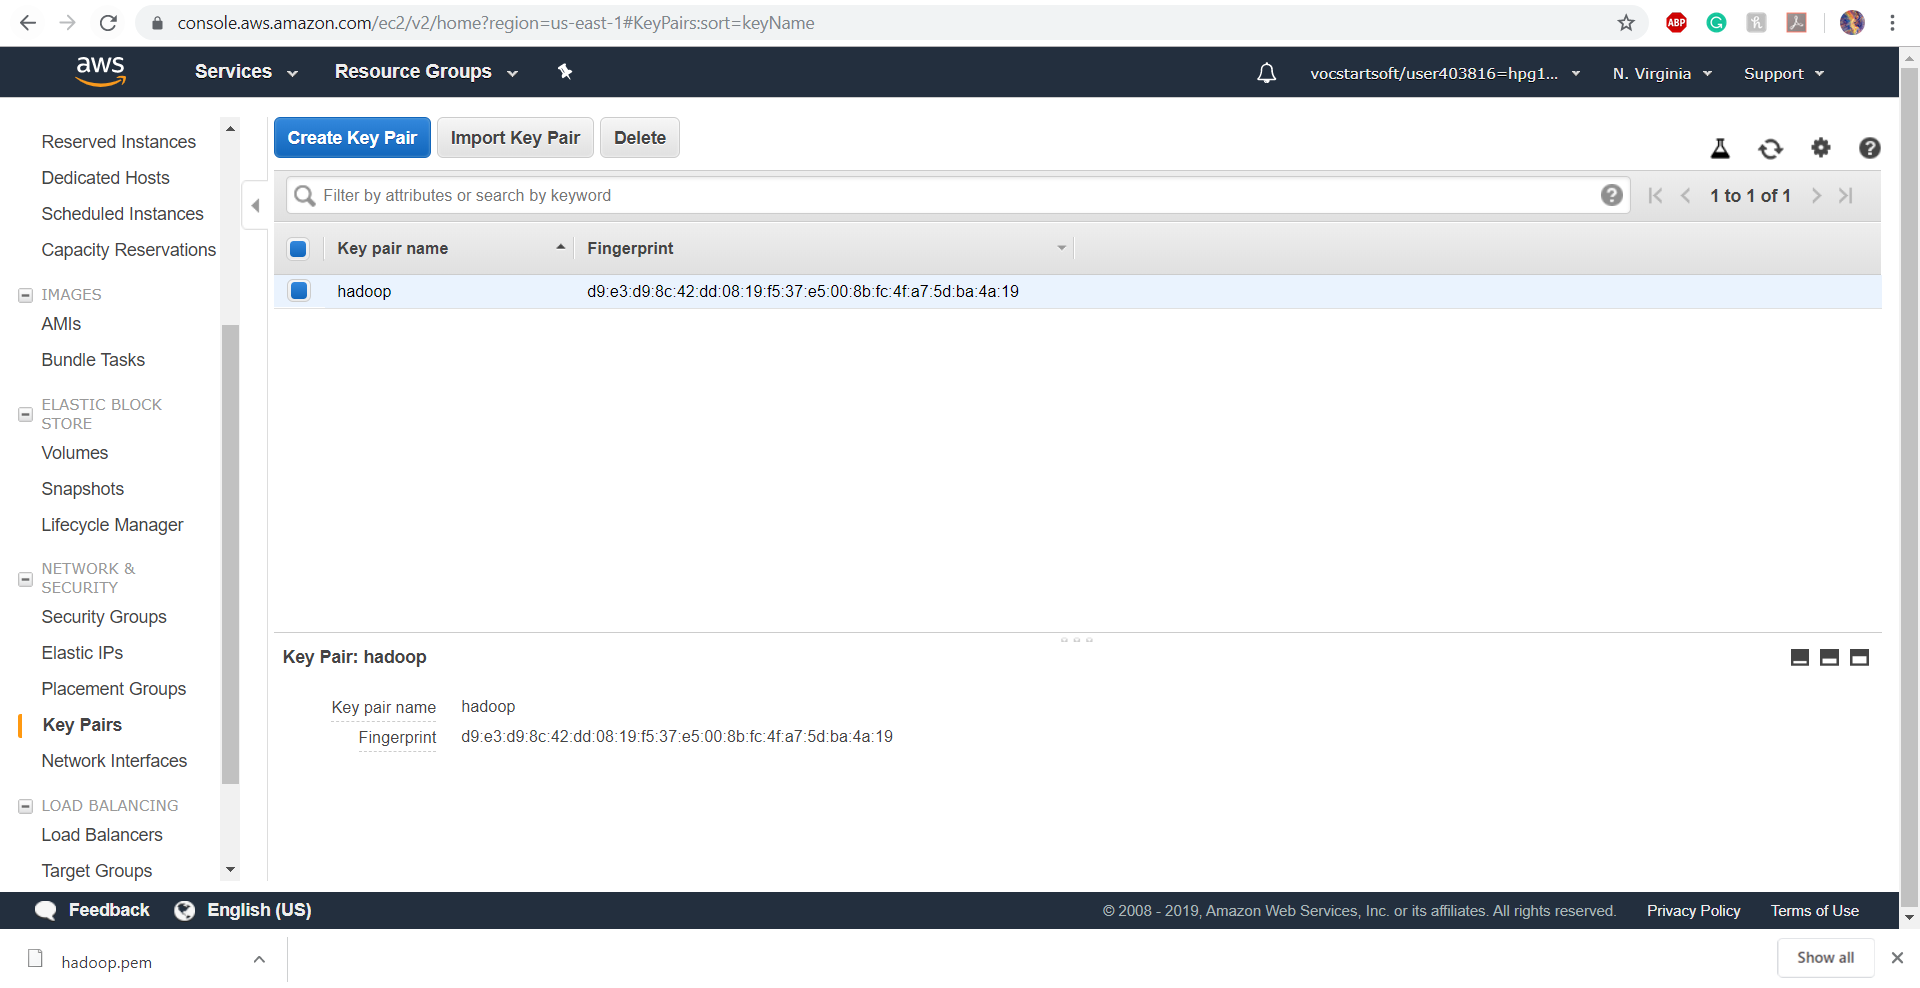 console.aws.amazon.com/ec2/v2/home?region=us-east-1#KeyPairs:sort=keyName
ABP
aws
Services
Resource Groups
vocstartsoft/user403816=hpg1...
N. Virginia
Support
Reserved Instances
Dedicated Hosts
Scheduled Instances
Capacity Reservations
IMAGES
AMIs
Bundle Tasks
ELASTIC BLOCK
STORE
Volumes
Snapshots
Lifecycle Manager
NETWORK &
SECURITY
Security Groups
Elastic IPs
Placement Groups
Key Pairs
Network Interfaces
LOAD BALANCING
Load Balancers
Target Groups
Create Key Pair
Import Key Pair
Delete
Filter by attributes or search by keyword
1 to 1 of 1
Key pair name
Fingerprint
hadoop
d9:e3:d9:8c:42:dd:08:19:f5:37:e5:00:8b:fc:4f:a7:5d:ba:4a:19
Key Pair: hadoop
Key pair name
hadoop
Fingerprint
d9:e3:d9:8c:42:dd:08:19:f5:37:e5:00:8b:fc:4f:a7:5d:ba:4a:19
Feedback
English (US)
© 2008 - 2019, Amazon Web Services, Inc. or its affiliates. All rights reserved.
Privacy Policy
Terms of Use
hadoop.pem
Show all